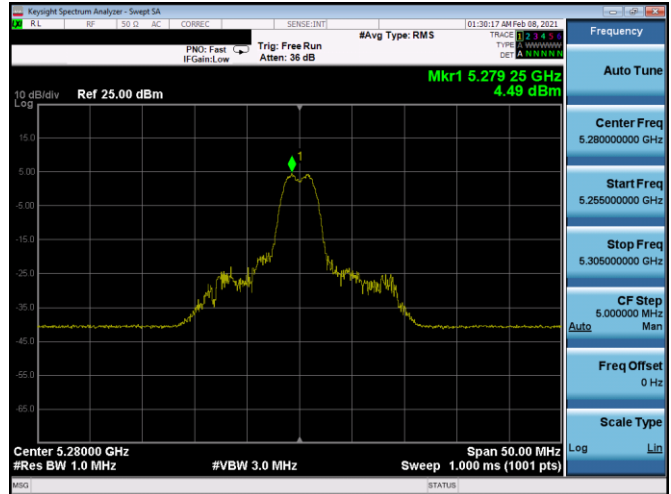 Keysight Spectrum Analyzer - Swept SA
RL RF 50 Ω AC CORREC SENSE:INT 01:30:17 AM Feb 08, 2021
#Avg Type: RMS
TRACE 1 2 3 4 5 6
TYPE A WWWWW
DET A N N N N N
PNO: Fast Trig: Free Run
IFGain:Low Atten: 36 dB
Mkr1 5.279 25 GHz
4.49 dBm
10 dB/div Ref 25.00 dBm
Log
15.0
5.00
-5.00
-15.0
-25.0
-35.0
-45.0
-55.0
-65.0
1
Center 5.28000 GHz Span 50.00 MHz
#Res BW 1.0 MHz #VBW 3.0 MHz Sweep 1.000 ms (1001 pts)
MSG STATUS
Frequency
Auto Tune
Center Freq
5.280000000 GHz
Start Freq
5.255000000 GHz
Stop Freq
5.305000000 GHz
CF Step
5.000000 MHz
Auto Man
Freq Offset
0 Hz
Scale Type
Log Lin